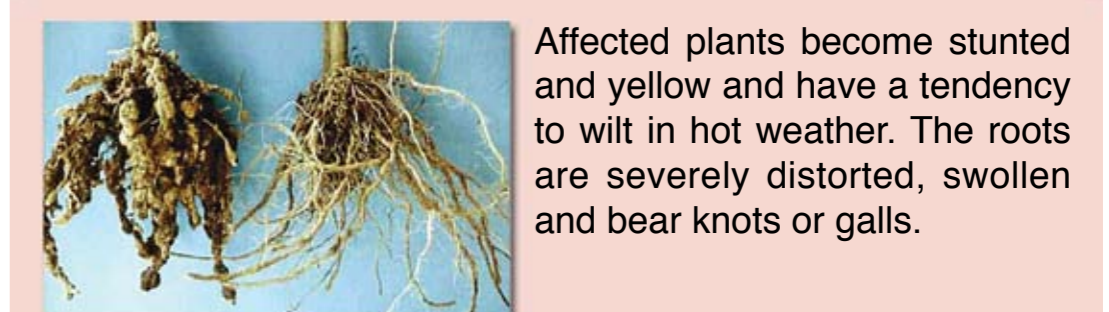 Affected plants become stunted
and yellow and have a tendency
to wilt in hot weather. The roots
are severely distorted, swollen
and bear knots or galls.